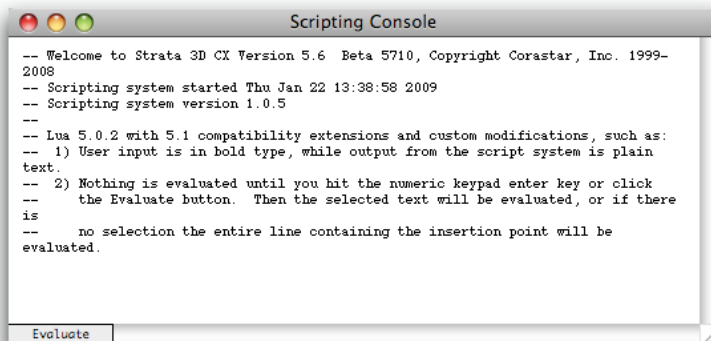 Scripting Console
-- Welcome to Strata 3D CX Version 5.6  Beta 5710, Copyright Corastar, Inc. 1999-
2008
-- Scripting system started Thu Jan 22 13:38:58 2009
-- Scripting system version 1.0.5
--
-- Lua 5.0.2 with 5.1 compatibility extensions and custom modifications, such as:
--  1) User input is in bold type, while output from the script system is plain
text.
--  2) Nothing is evaluated until you hit the numeric keypad enter key or click
--     the Evaluate button.  Then the selected text will be evaluated, or if there
is
--     no selection the entire line containing the insertion point will be
evaluated.
Evaluate